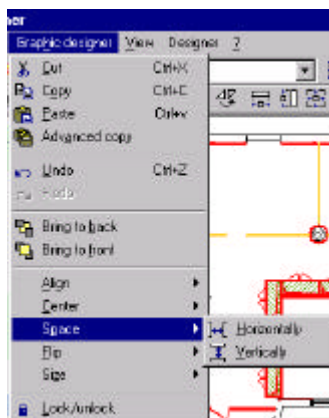 ner
Graphic designer View Designer ?
Cut Ctrl+X
Copy Ctrl+C
Paste Ctrl+v
Advanced copy
Undo Ctrl+Z
Redo
Bring to back
Bring to front
Align
Center
Space
Horizontally
Vertically
Flip
Size
Lock/unlock